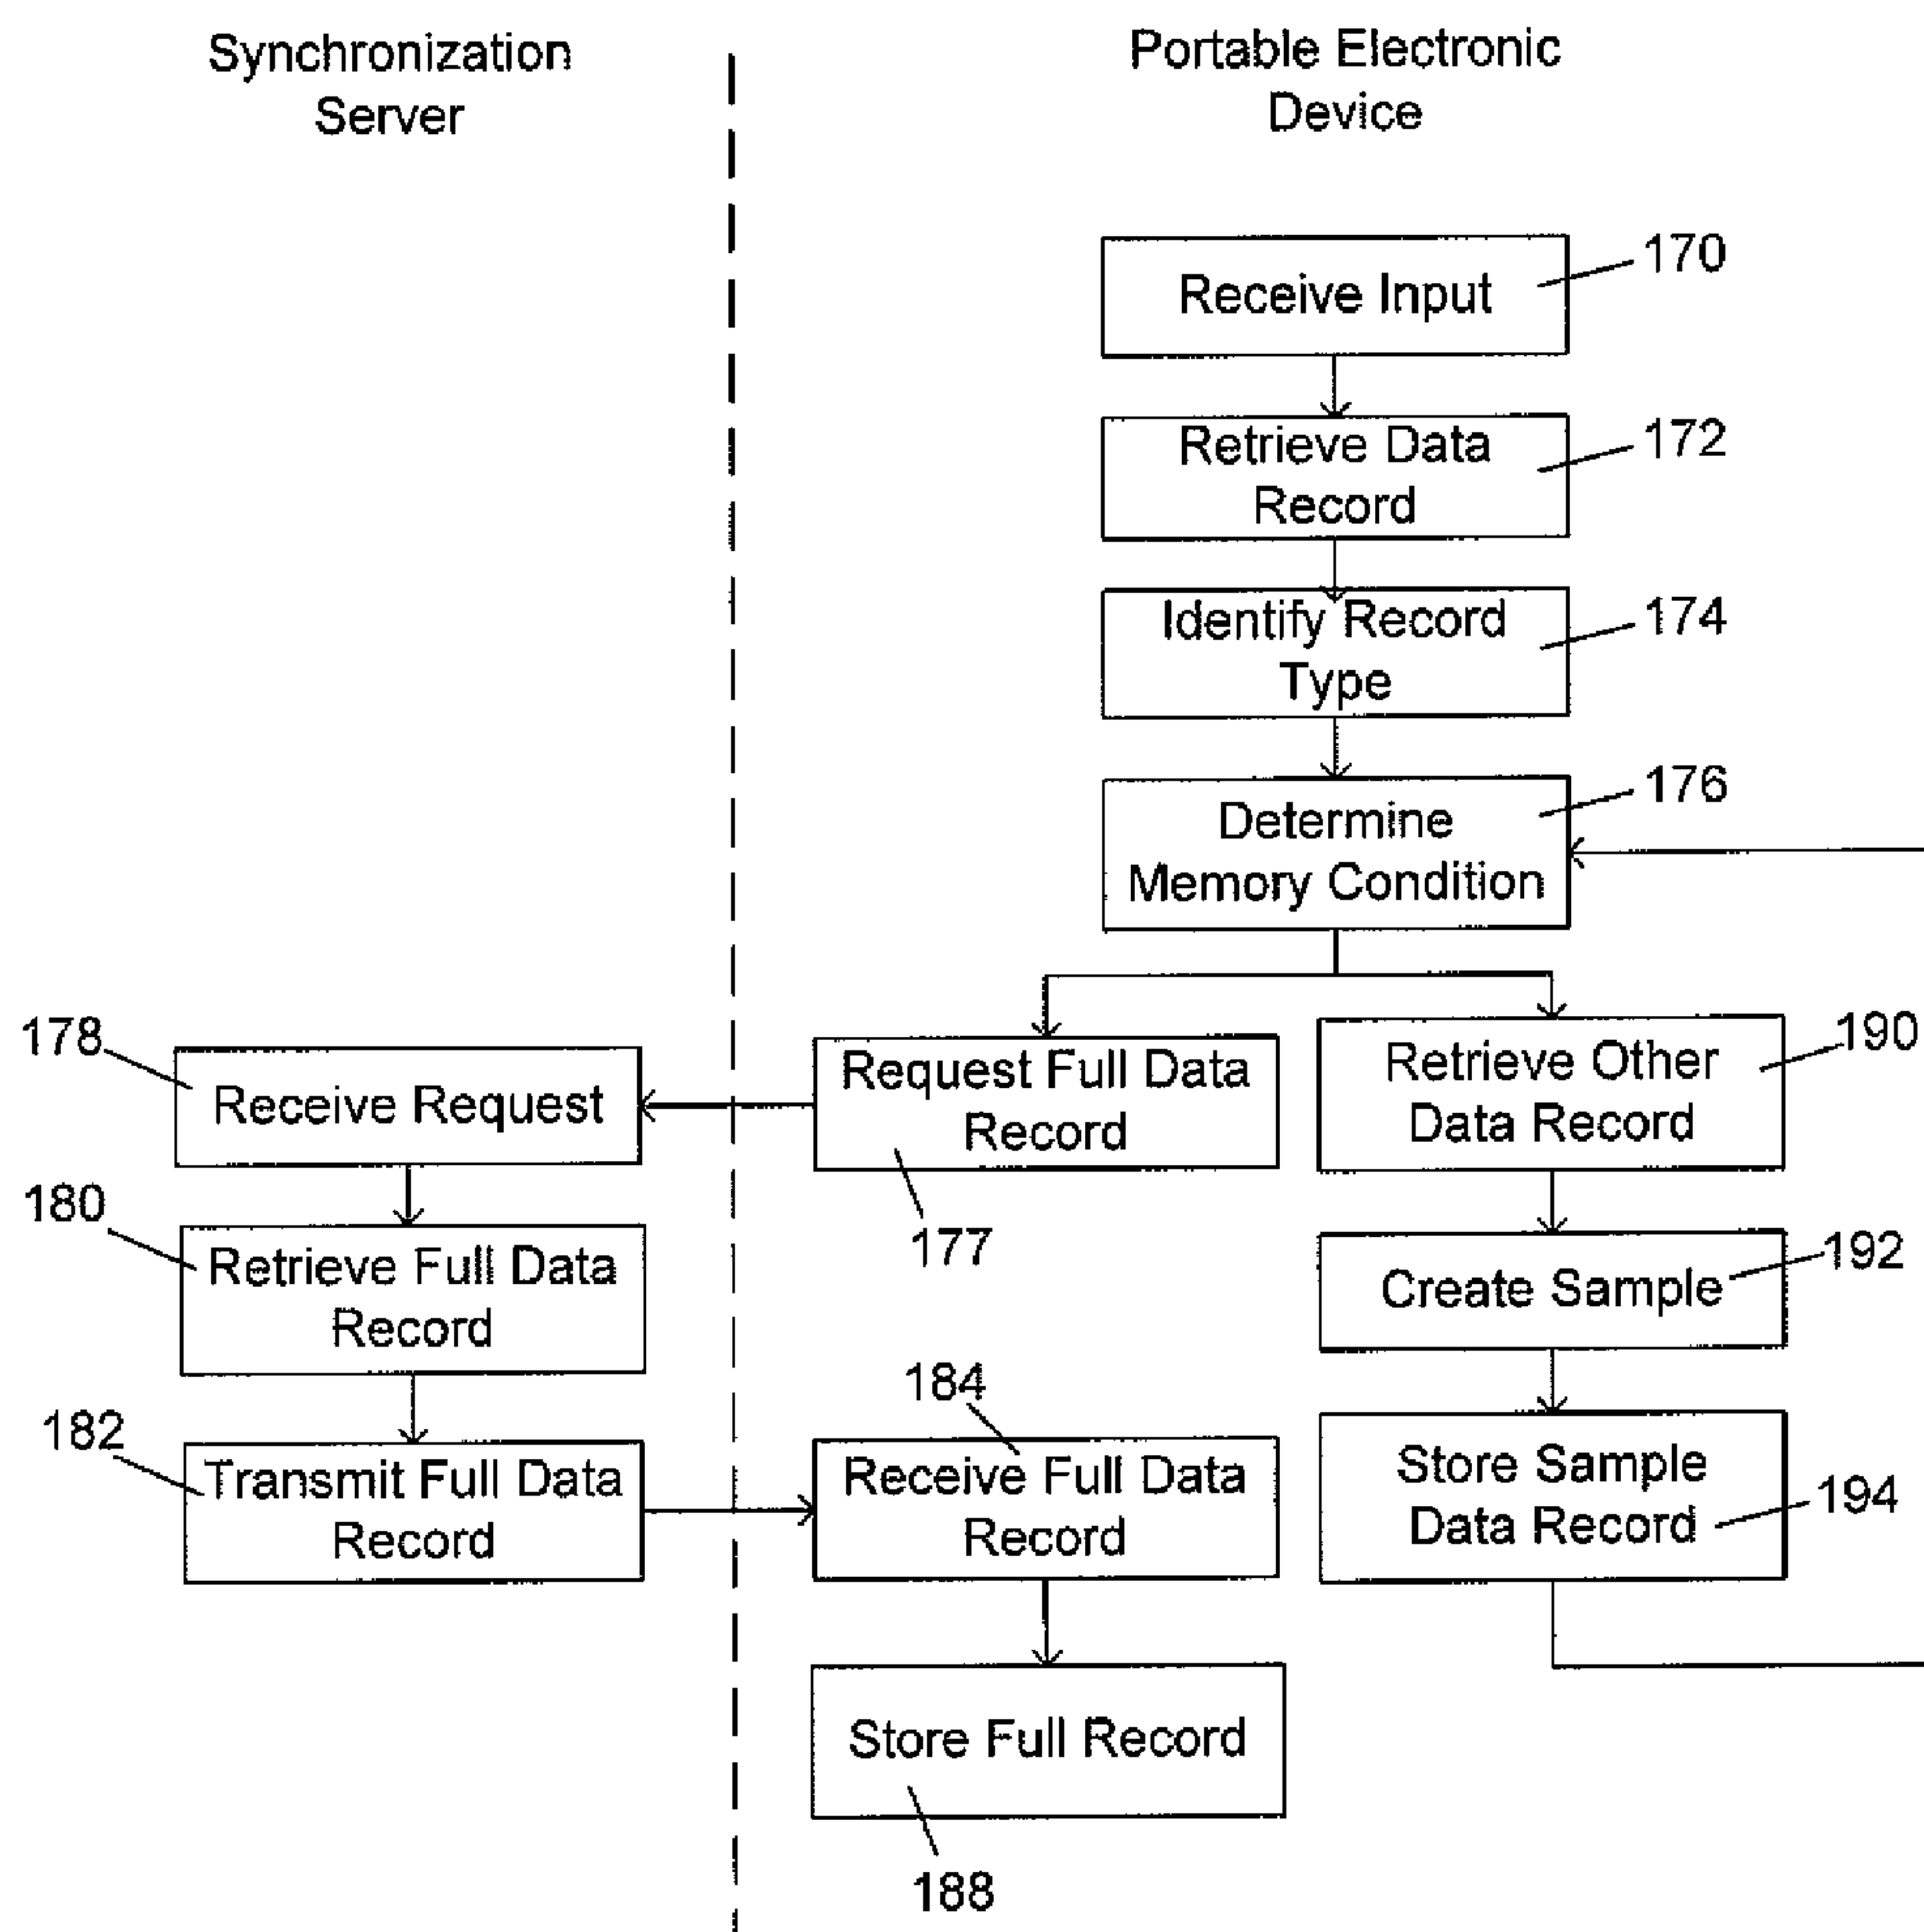 Synchronization
Server
Portable Electronic
Device
Receive Input
170
Retrieve Data
Record
172
Identify Record
Type
174
Determine
Memory Condition
176
178
Receive Request
Request Full Data
Record
177
Retrieve Other
Data Record
190
180
Retrieve Full Data
Record
Create Sample
192
182
Transmit Full Data
Record
184
Receive Full Data
Record
Store Sample
Data Record
194
Store Full Record
188